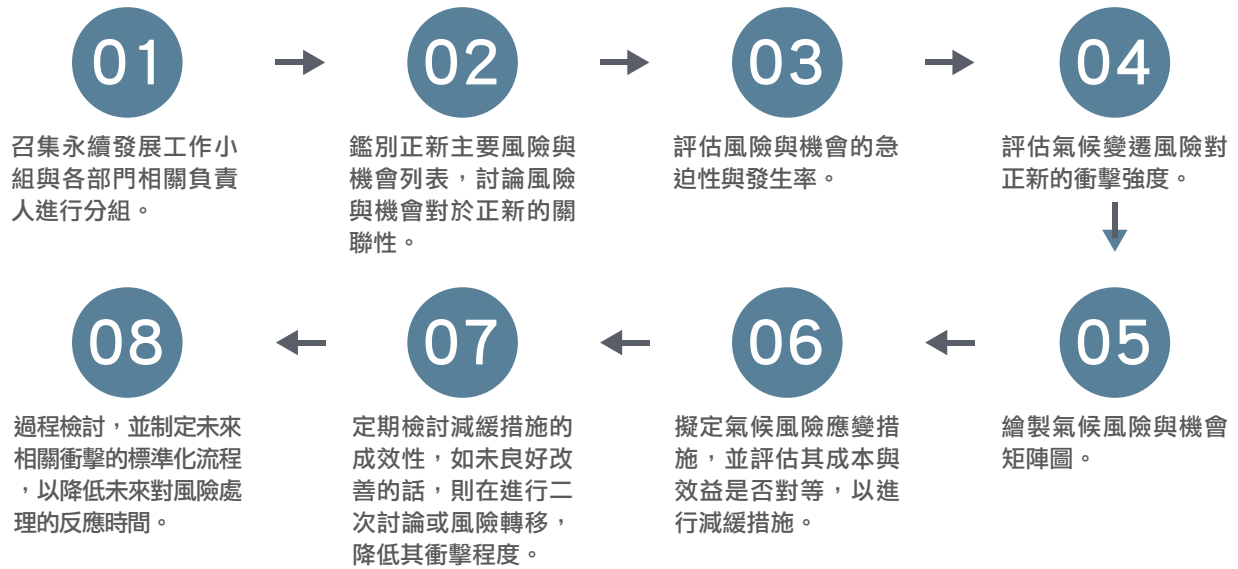 01
召集永續發展工作小
組與各部門相關負責
人進行分組。
02
鑑別正新主要風險與
機會列表，討論風險
與機會對於正新的關
聯性。
03
評估風險與機會的急
迫性與發生率。
04
評估氣候變遷風險對
正新的衝擊強度。
05
繪製氣候風險與機會
矩陣圖。
06
擬定氣候風險應變措
施，並評估其成本與
效益是否對等，以進
行減緩措施。
07
定期檢討減緩措施的
成效性，如未良好改
善的話，則在進行二
次討論或風險轉移，
降低其衝擊程度。
08
過程檢討，並制定未來
相關衝擊的標準化流程
，以降低未來對風險處
理的反應時間。